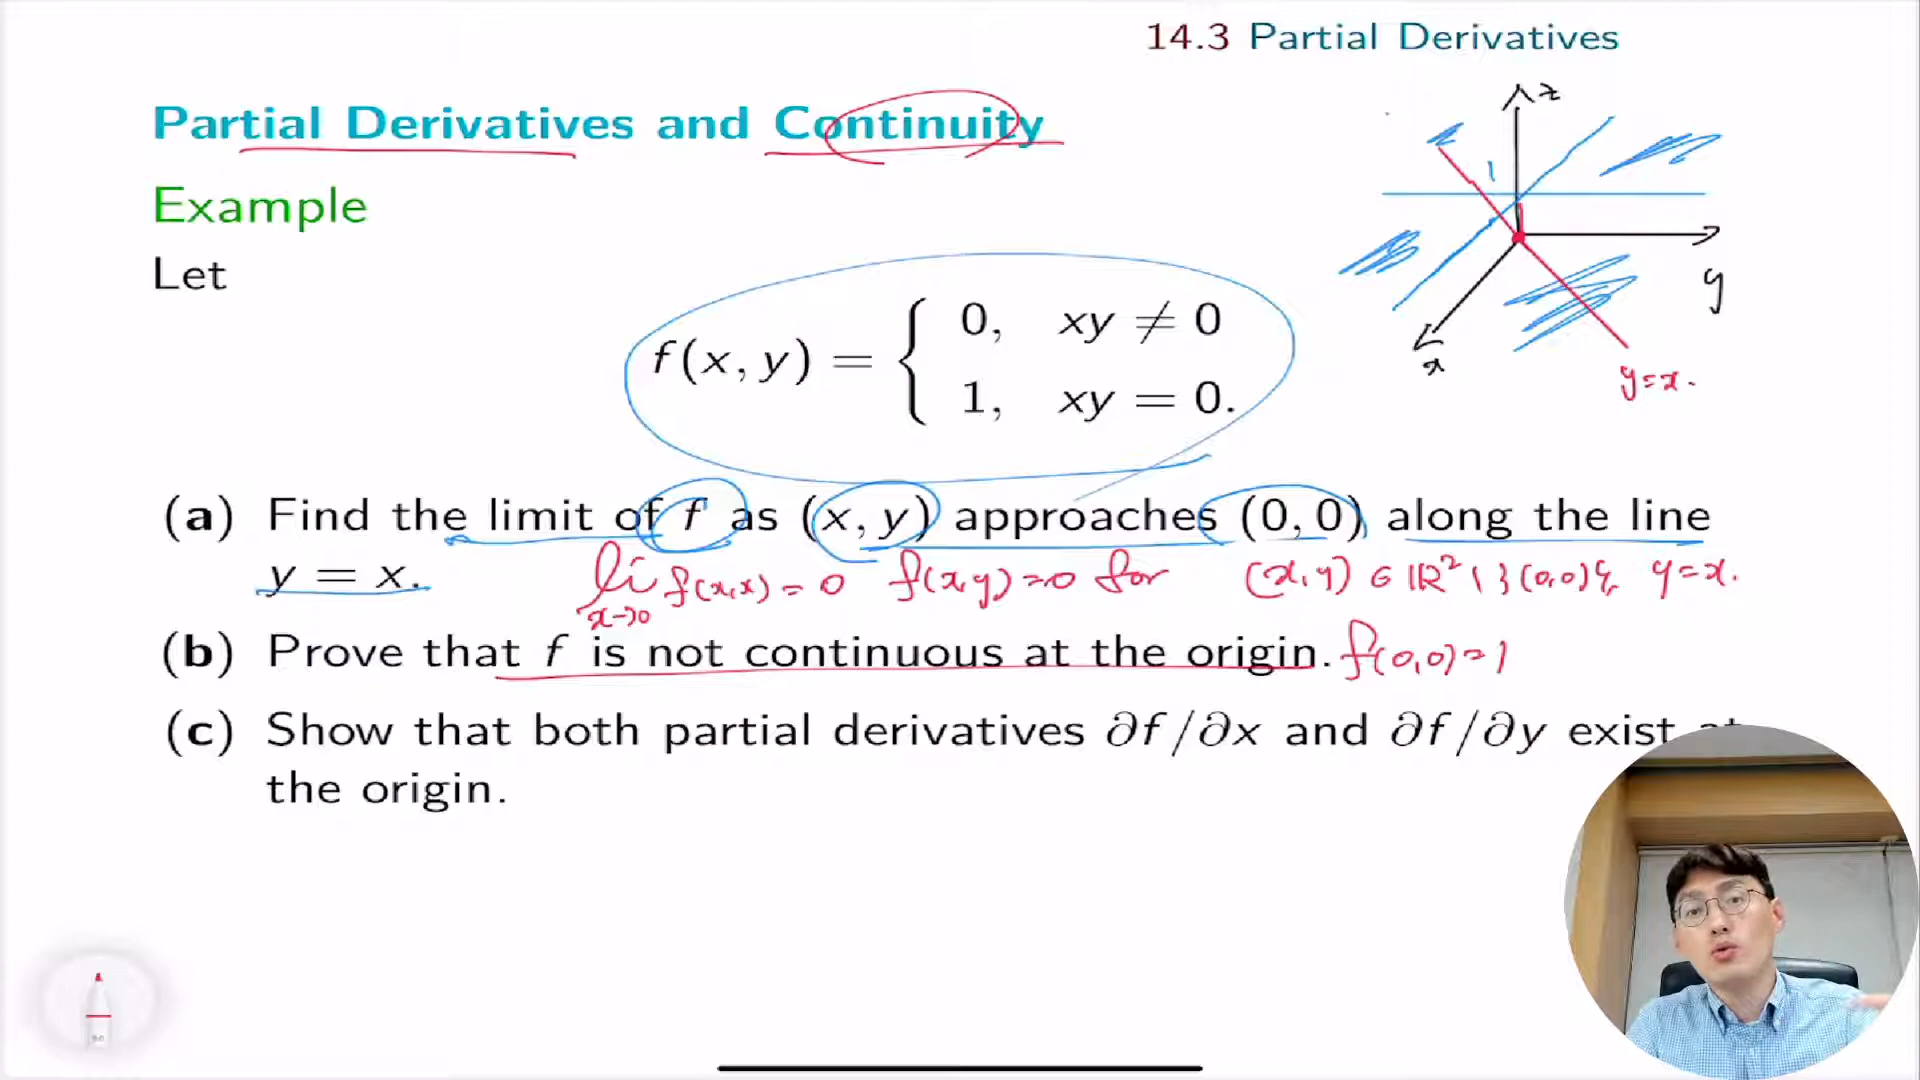 14.3 Partial Derivatives
Partial Derivatives and Continuity
Example
Let
f(x, y) = { 0, xy ≠ 0
1, xy = 0.
z
1
y
x
y=x.
(a) Find the limit of f as (x, y) approaches (0, 0) along the line
y = x.
lim f(x,x) = 0 f(x,y)=0 for (x,y) ∈ ℝ² \ {(0,0)}, y=x.
x→0
(b) Prove that f is not continuous at the origin. f(0,0)=1
(c) Show that both partial derivatives ∂f/∂x and ∂f/∂y exist at
the origin.